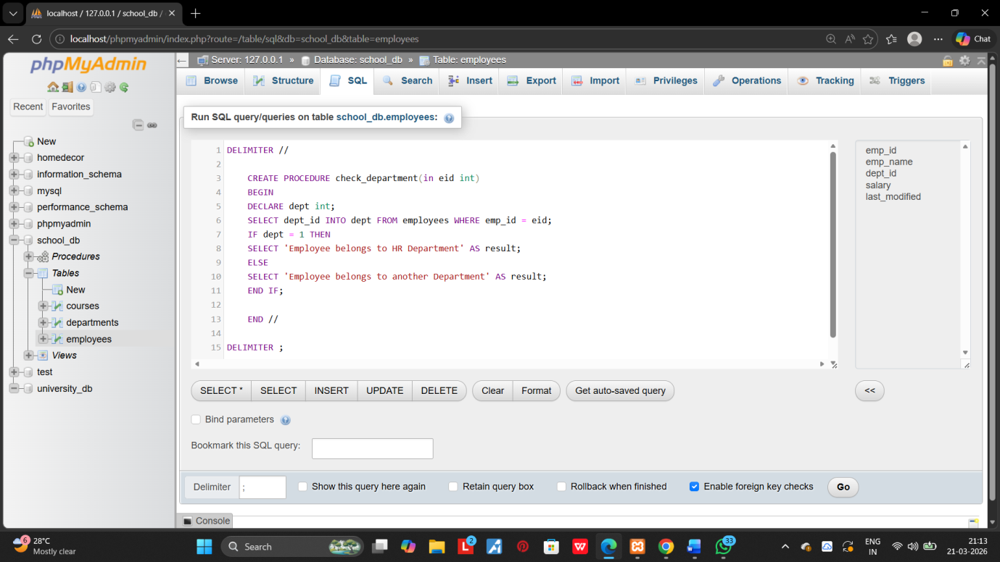 localhost / 127.0.0.1 / school_db /
localhost/phpmyadmin/index.php?route=/table/sql&db=school_db&table=employees
Chat
phpMyAdmin
Recent
Favorites
New
homedecor
information_schema
mysql
performance_schema
phpmyadmin
school_db
Procedures
Tables
New
courses
departments
employees
Views
test
university_db
Server: 127.0.0.1 » Database: school_db » Table: employees
Browse
Structure
SQL
Search
Insert
Export
Import
Privileges
Operations
Tracking
Triggers
Run SQL query/queries on table school_db.employees:
1 DELIMITER //
2
3 CREATE PROCEDURE check_department(in eid int)
4 BEGIN
5 DECLARE dept int;
6 SELECT dept_id INTO dept FROM employees WHERE emp_id = eid;
7 IF dept = 1 THEN
8 SELECT 'Employee belongs to HR Department' AS result;
9 ELSE
10 SELECT 'Employee belongs to another Department' AS result;
11 END IF;
12
13 END //
14
15 DELIMITER ;
emp_id
emp_name
dept_id
salary
last_modified
SELECT *
SELECT
INSERT
UPDATE
DELETE
Clear
Format
Get auto-saved query
<<
Bind parameters
Bookmark this SQL query:
Delimiter ;
Show this query here again
Retain query box
Rollback when finished
Enable foreign key checks
Go
Console
6
28°C
Mostly clear
Search
L
2
W
33
ENG
IN
21:13
21-03-2026